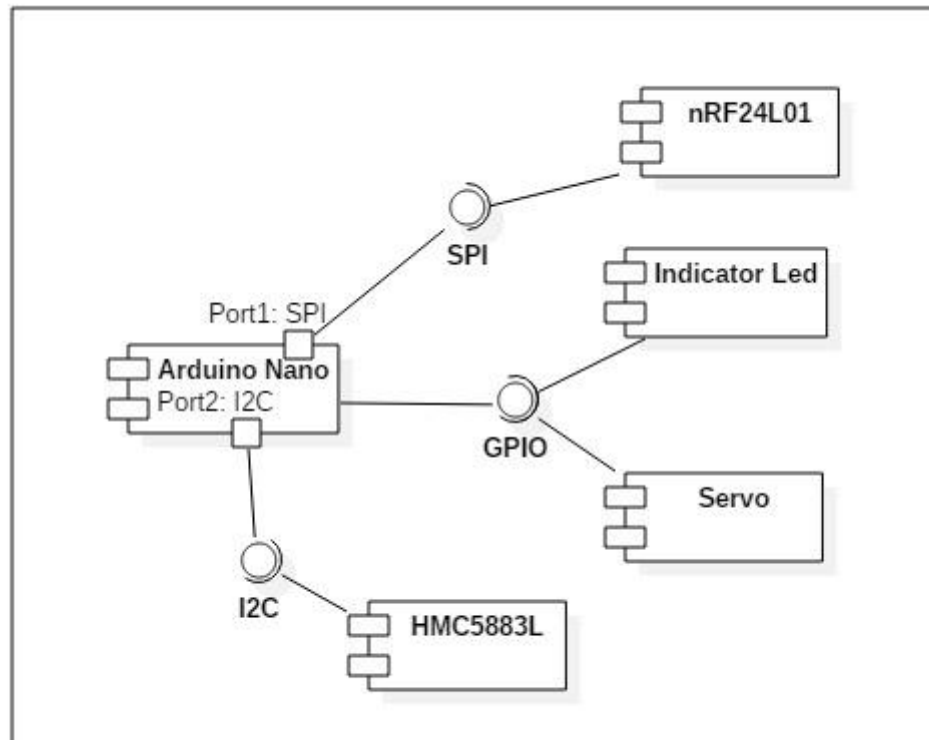 nRF24L01
SPI
Indicator Led
Port1: SPI
Arduino Nano
Port2: I2C
GPIO
Servo
I2C
HMC5883L